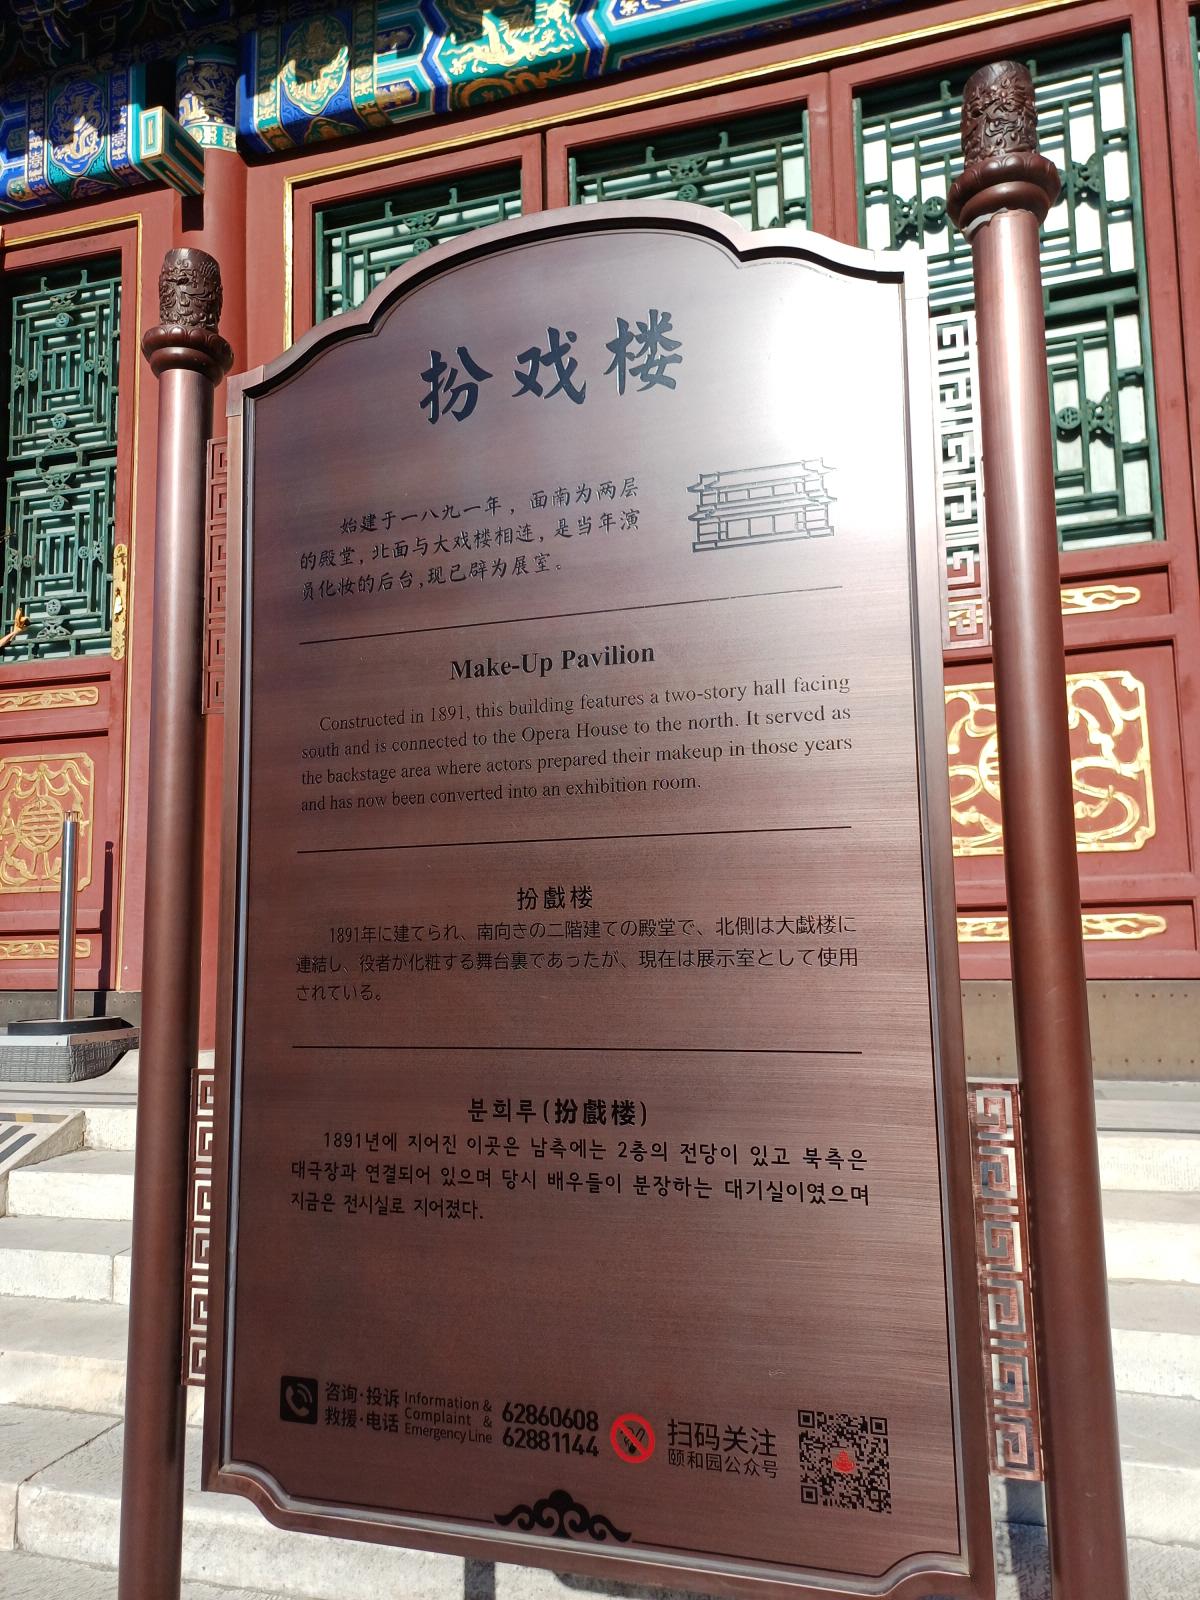 扮戏楼
始建于一八九一年，面南为两层
的殿堂，北面与大戏楼相连，是当年演
员化妆的后台，现已辟为展室。
Make-Up Pavilion
Constructed in 1891, this building features a two-story hall facing
south and is connected to the Opera House to the north. It served as
the backstage area where actors prepared their makeup in those years
and has now been converted into an exhibition room.
扮戲楼
1891年に建てられ、南向きの二階建ての殿堂で、北側は大戯楼に
連結し、役者が化粧する舞台裏であったが、現在は展示室として使用
されている。
분희루(扮戲楼)
1891년에 지어진 이곳은 남측에는 2층의 전당이 있고 북측은
대극장과 연결되어 있으며 당시 배우들이 분장하는 대기실이였으며
지금은 전시실로 지어졌다.
咨询·投诉 Information &
救援·电话 Complaint &
Emergency Line
62860608
62881144
扫码关注
颐和园公众号